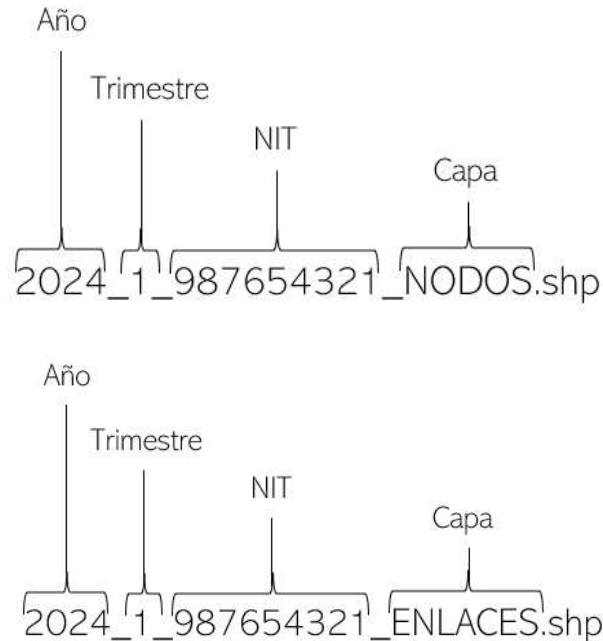 Año
Trimestre
NIT
Capa
2024_1_987654321_NODOS.shp
Año
Trimestre
NIT
Capa
2024_1_987654321_ENLACES.shp